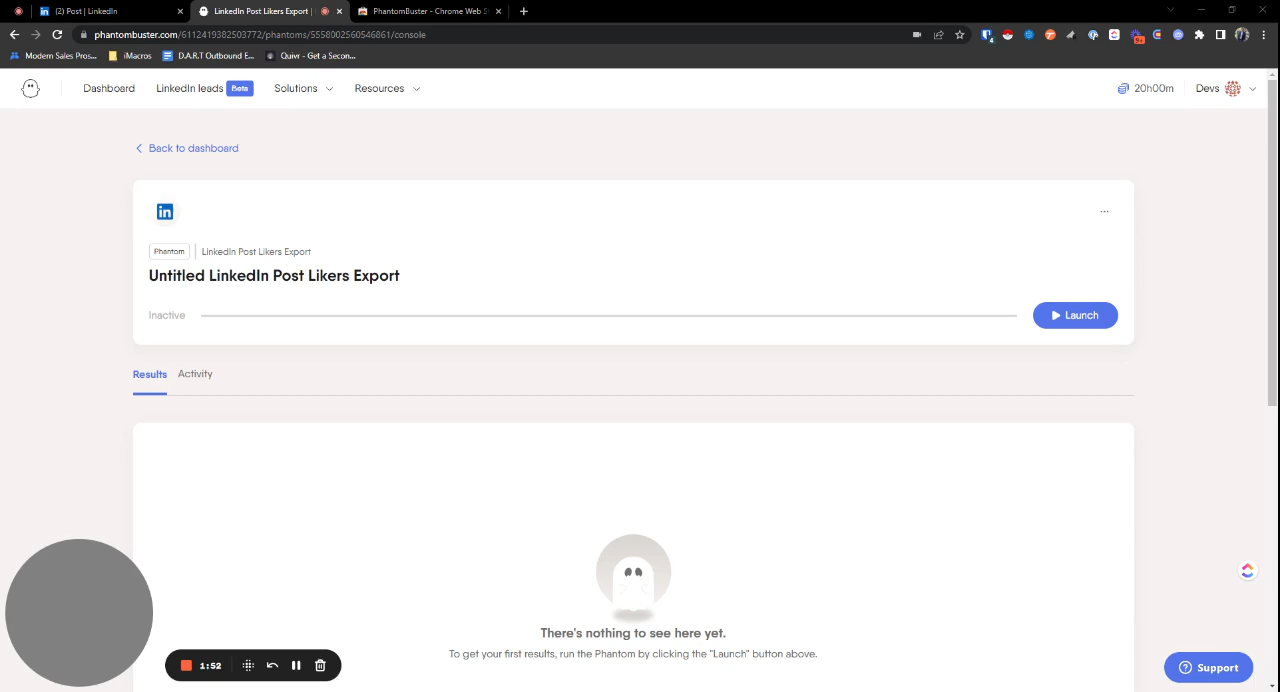 (2) Post | LinkedIn
LinkedIn Post Likers Export |
PhantomBuster - Chrome Web S
phantombuster.com/6112419382503772/phantoms/5558002560546861/console
Modern Sales Pros...
iMacros
D.A.R.T Outbound E...
Quivr - Get a Secon...
Dashboard
LinkedIn leads Beta
Solutions
Resources
20h00m
Devs
Back to dashboard
in
Phantom
LinkedIn Post Likers Export
Untitled LinkedIn Post Likers Export
Inactive
Launch
Results
Activity
There's nothing to see here yet.
To get your first results, run the Phantom by clicking the "Launch" button above.
1:52
Support